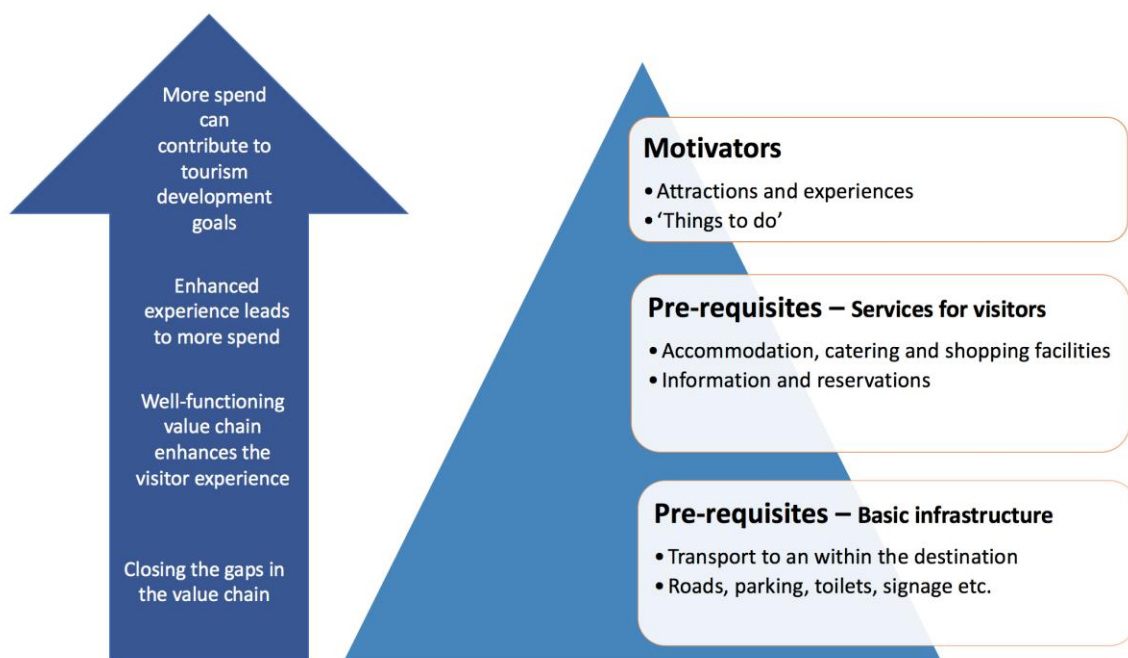 More spend
can
contribute to
tourism
development
goals
Enhanced
experience leads
to more spend
Well-functioning
value chain
enhances the
visitor experience
Closing the gaps in
the value chain
Motivators
• Attractions and experiences
• ‘Things to do’
Pre-requisites – Services for visitors
• Accommodation, catering and shopping facilities
• Information and reservations
Pre-requisites – Basic infrastructure
• Transport to an within the destination
• Roads, parking, toilets, signage etc.